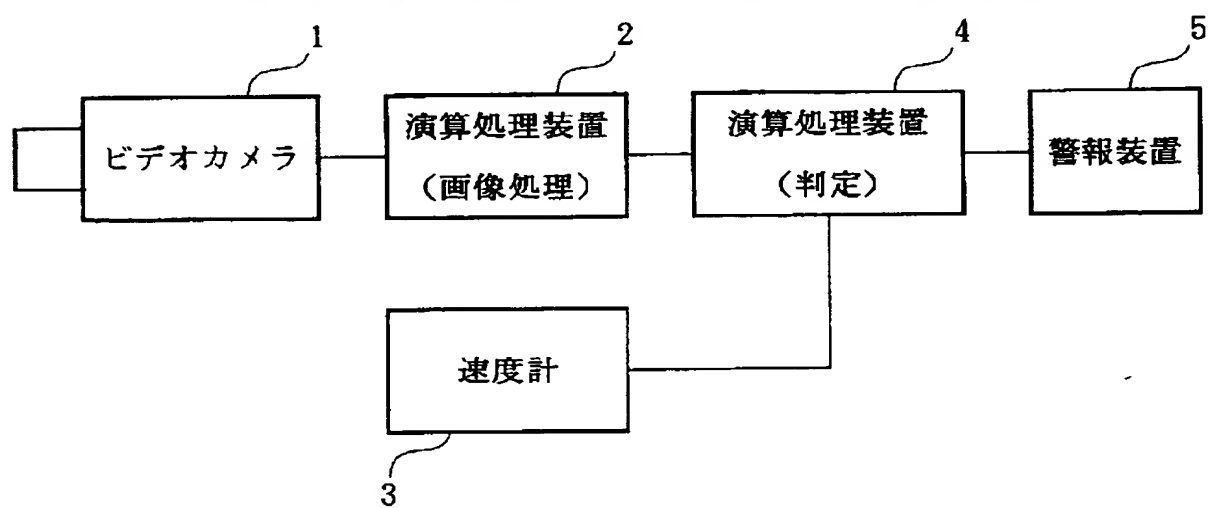 1
2
4
5
ビデオカメラ
演算処理装置
(画像処理)
演算処理装置
(判定)
警報装置
速度計
3